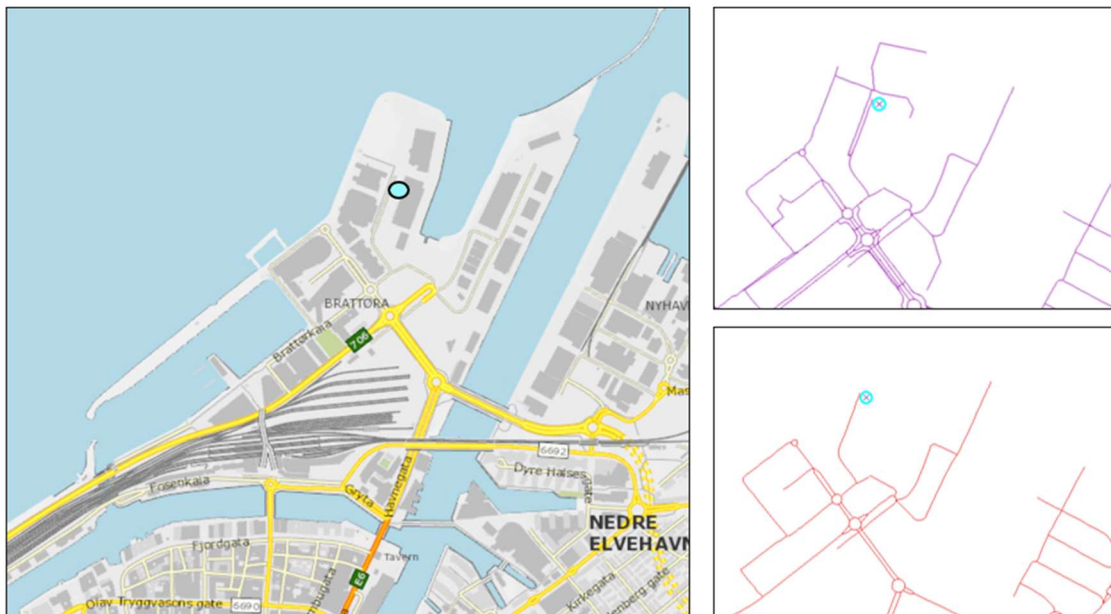 BRATTØRA
NYHAV
Brattørkaia
706
Mas
6692
Dyre Halses
gate
Fosenkaia
Gryta
Havnegata
NEDRE
ELVEHAVN
Fjordgata
Tavern
E6
Kirkegata
Olav Tryggvasons gate
6690